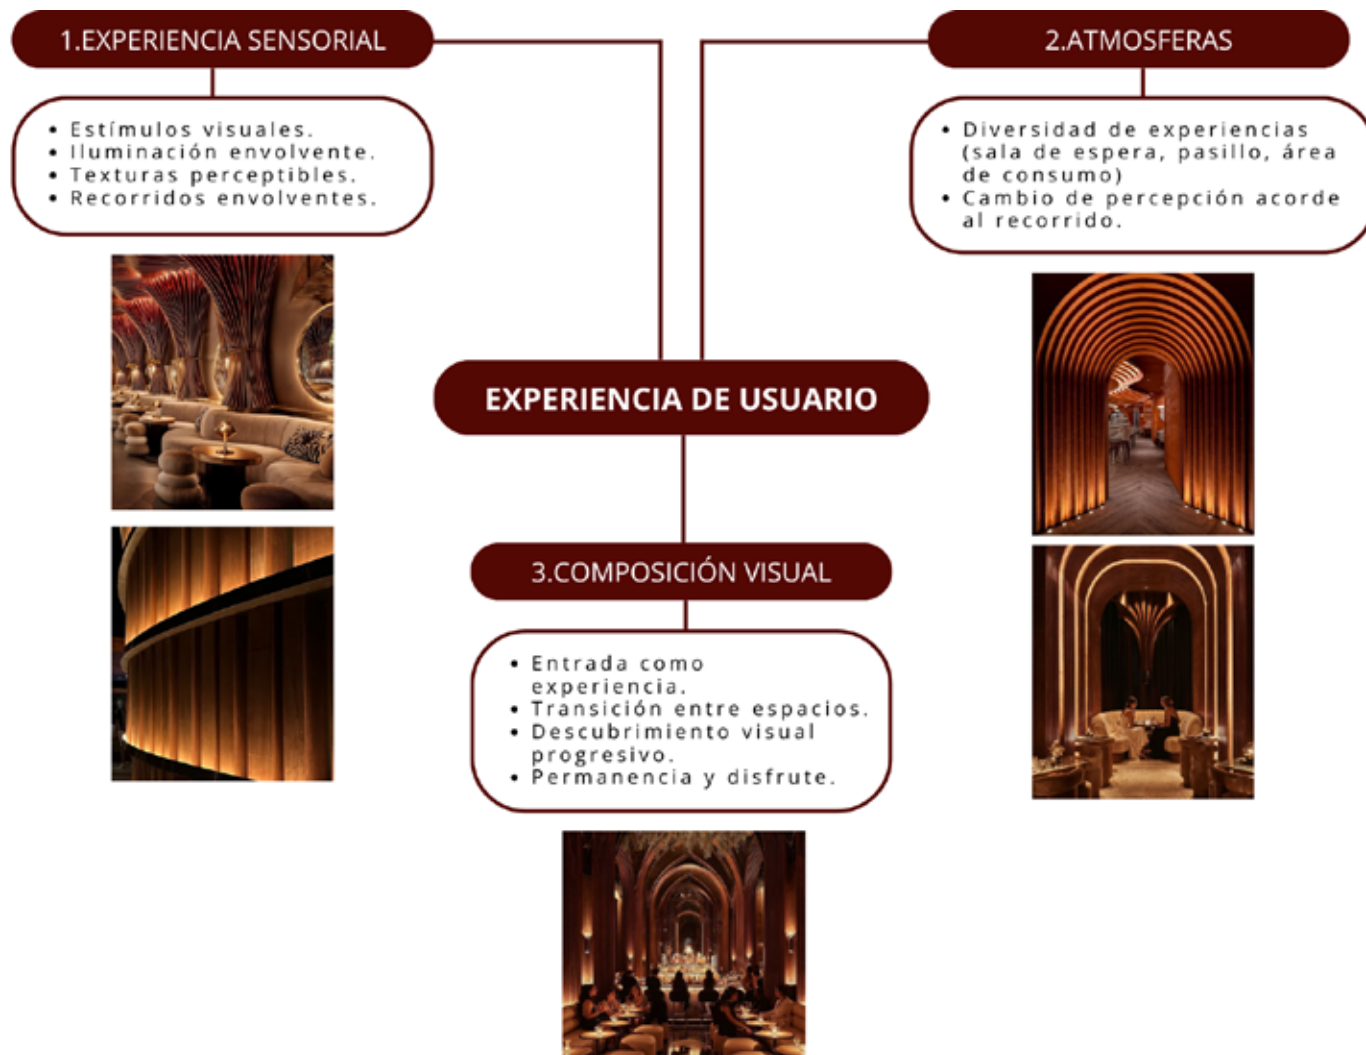 1.EXPERIENCIA SENSORIAL
• Estímulos visuales.
• Iluminación envolvente.
• Texturas perceptibles.
• Recorridos envolventes.
2.ATMOSFERAS
• Diversidad de experiencias
(sala de espera, pasillo, área
de consumo)
• Cambio de percepción acorde
al recorrido.
EXPERIENCIA DE USUARIO
3.COMPOSICIÓN VISUAL
• Entrada como
experiencia.
• Transición entre espacios.
• Descubrimiento visual
progresivo.
• Permanencia y disfrute.